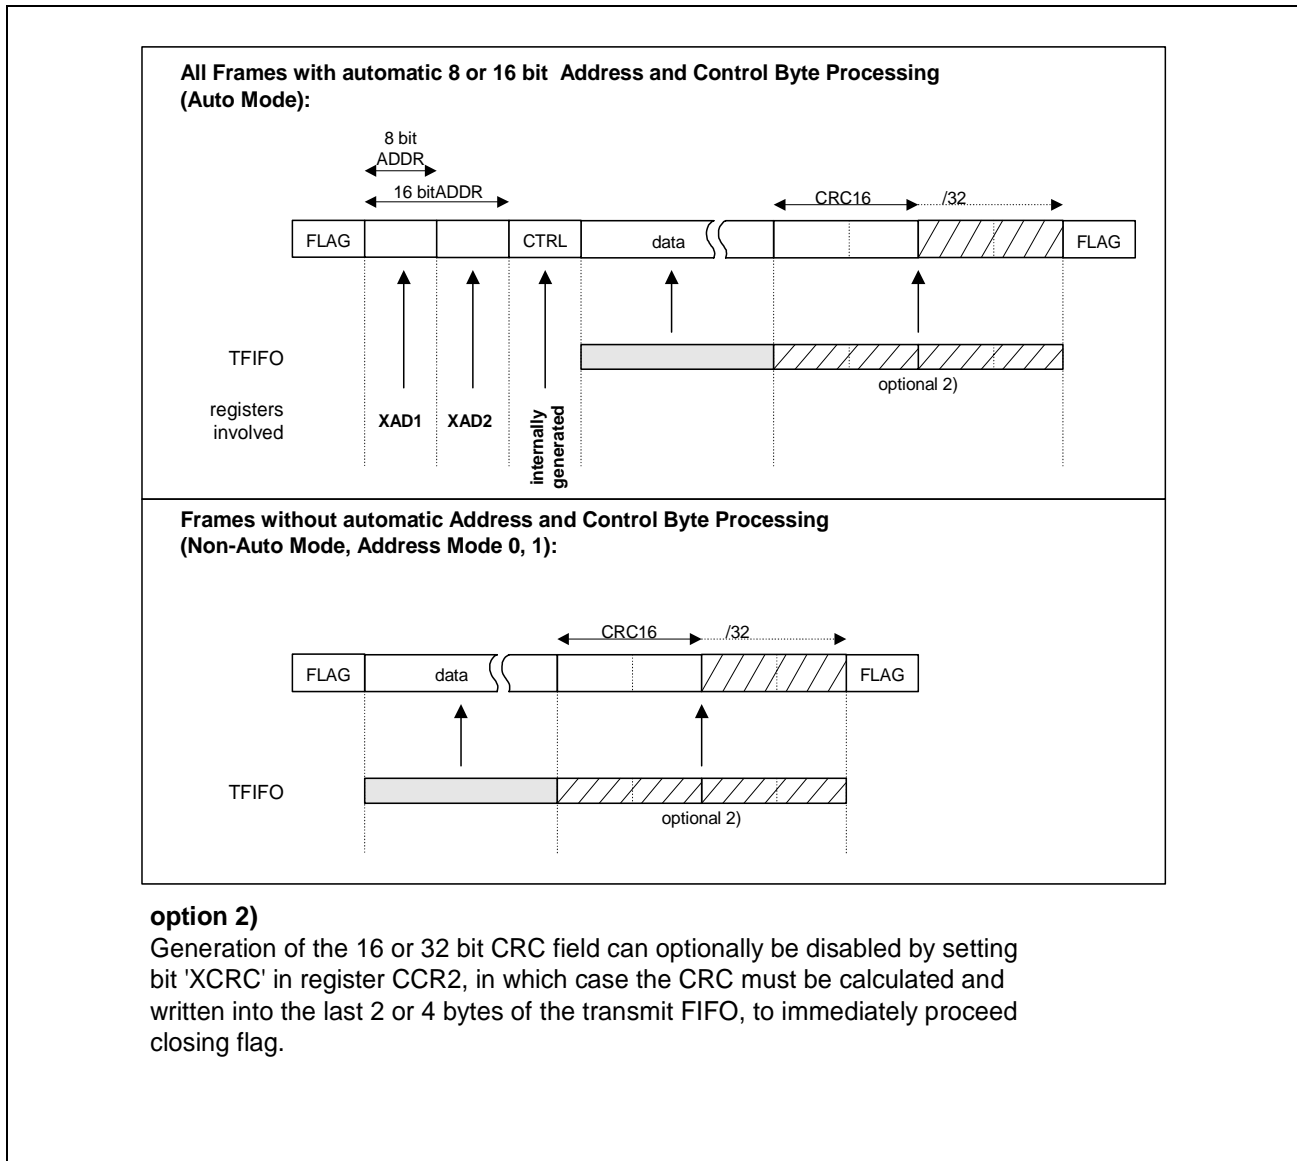 All Frames with automatic 8 or 16 bit Address and Control Byte Processing
(Auto Mode):
8 bit
ADDR
16 bitADDR
CRC16
/32
FLAG
CTRL
data
FLAG
TFIFO
optional 2)
registers
involved
XAD1
XAD2
internally
generated
Frames without automatic Address and Control Byte Processing
(Non-Auto Mode, Address Mode 0, 1):
CRC16
/32
FLAG
data
FLAG
TFIFO
optional 2)
option 2)
Generation of the 16 or 32 bit CRC field can optionally be disabled by setting
bit 'XCRC' in register CCR2, in which case the CRC must be calculated and
written into the last 2 or 4 bytes of the transmit FIFO, to immediately proceed
closing flag.